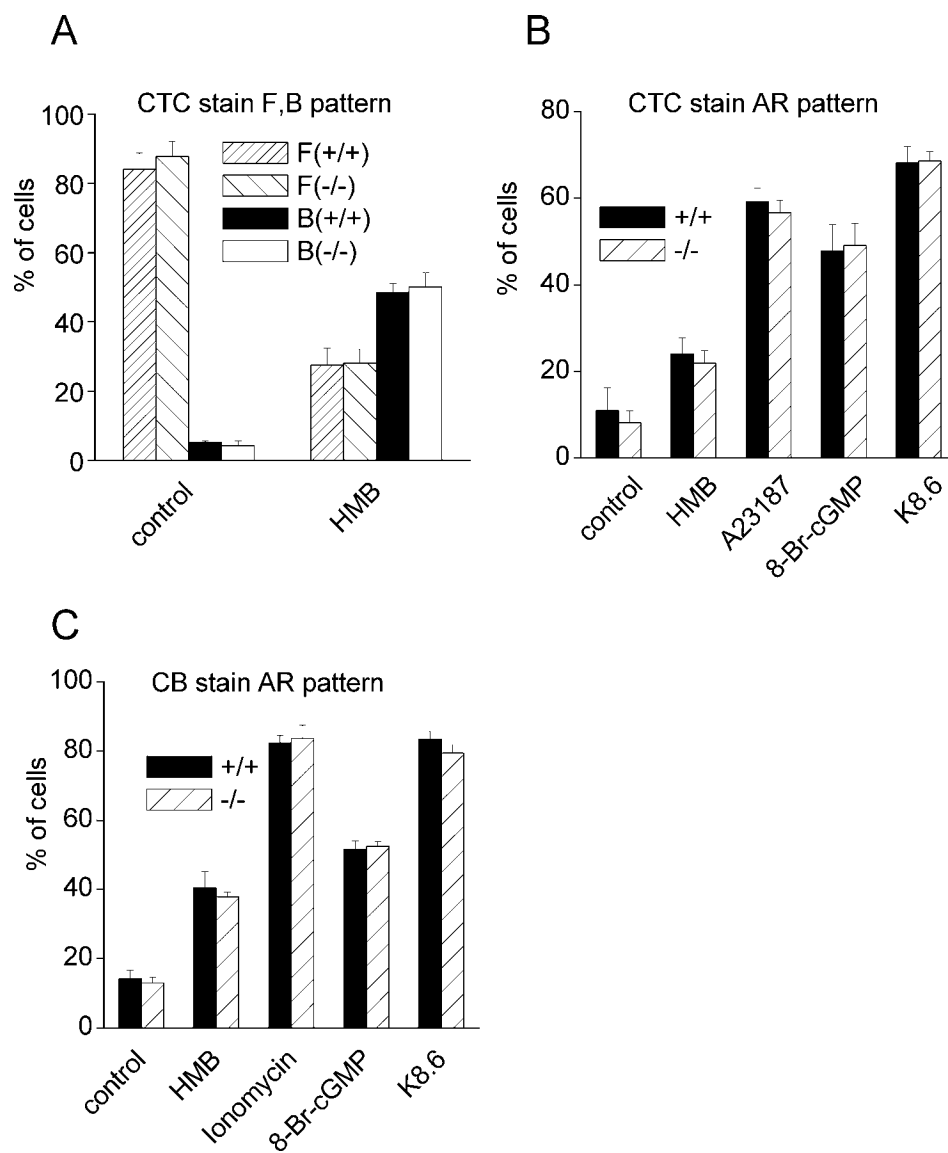 A
CTC stain F,B pattern
% of cells
100
80
60
40
20
0
F(+/+)
F(-/-)
B(+/+)
B(-/-)
control
HMB
B
CTC stain AR pattern
% of cells
80
60
40
20
0
+/+
-/-
control
HMB
A23187
8-Br-cGMP
K8.6
C
CB stain AR pattern
% of cells
100
80
60
40
20
0
+/+
-/-
control
HMB
Ionomycin
8-Br-cGMP
K8.6